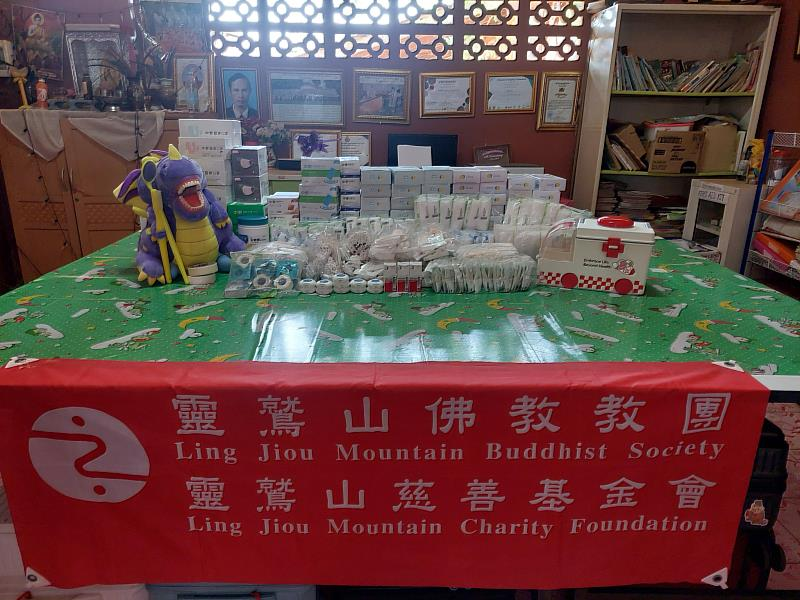 靈鷲山佛教教團
Ling Jiou Mountain Buddhist Society
靈鷲山慈善基金會
Ling Jiou Mountain Charity Foundation